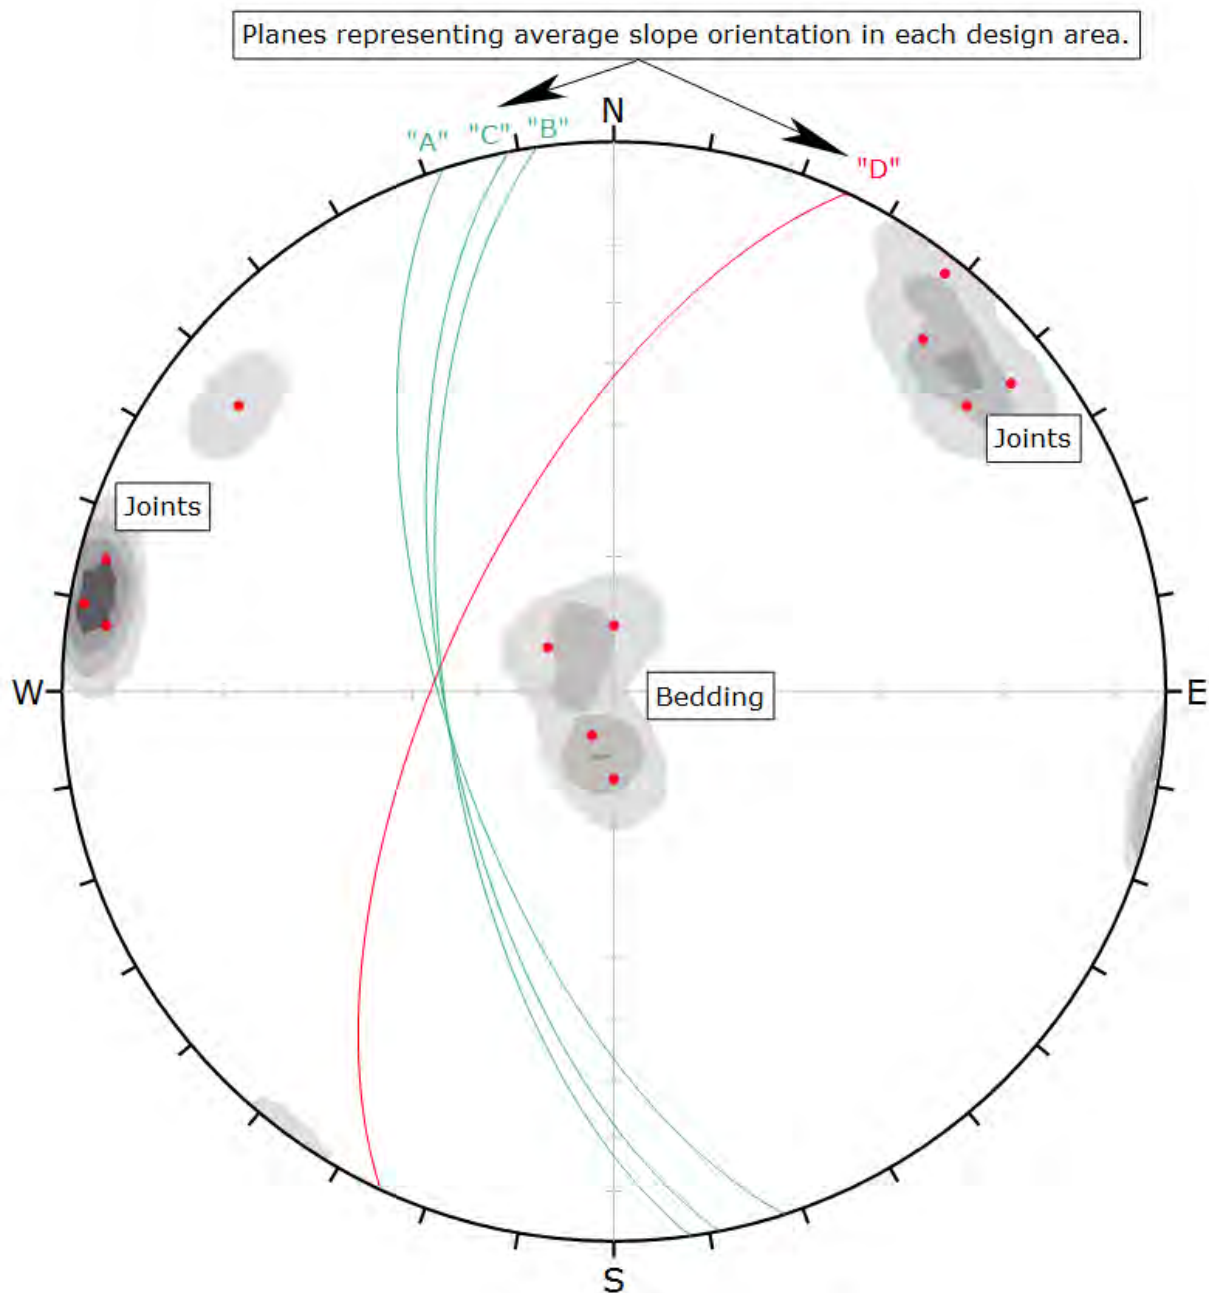 Planes representing average slope orientation in each design area.
N
"A" "C" "B"
"D"
Joints
Joints
W
E
Bedding
S